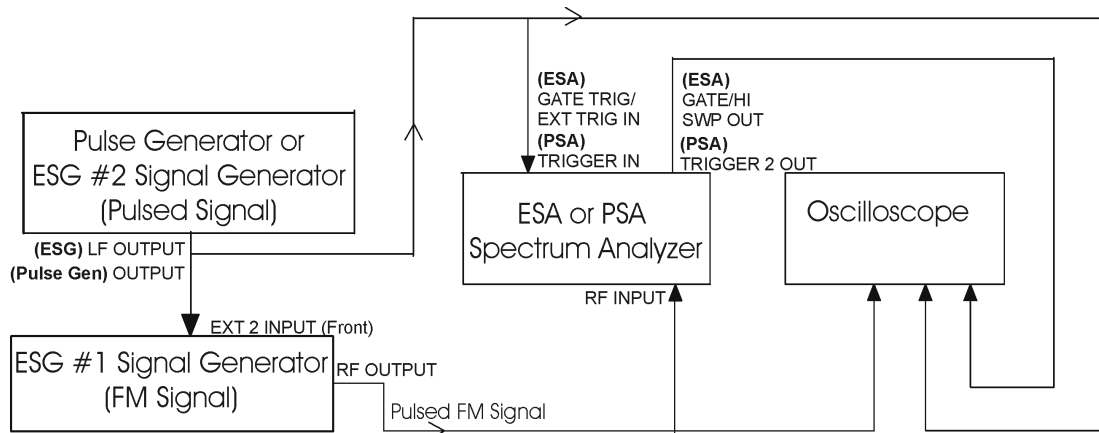 (ESA)
GATE TRIG/
EXT TRIG IN
(PSA)
TRIGGER IN
(ESA)
GATE/HI
SWP OUT
(PSA)
TRIGGER 2 OUT
Pulse Generator or
ESG #2 Signal Generator
(Pulsed Signal)
ESA or PSA
Spectrum Analyzer
Oscilloscope
(ESG) LF OUTPUT
(Pulse Gen) OUTPUT
RF INPUT
EXT 2 INPUT (Front)
ESG #1 Signal Generator
(FM Signal)
RF OUTPUT
Pulsed FM Signal